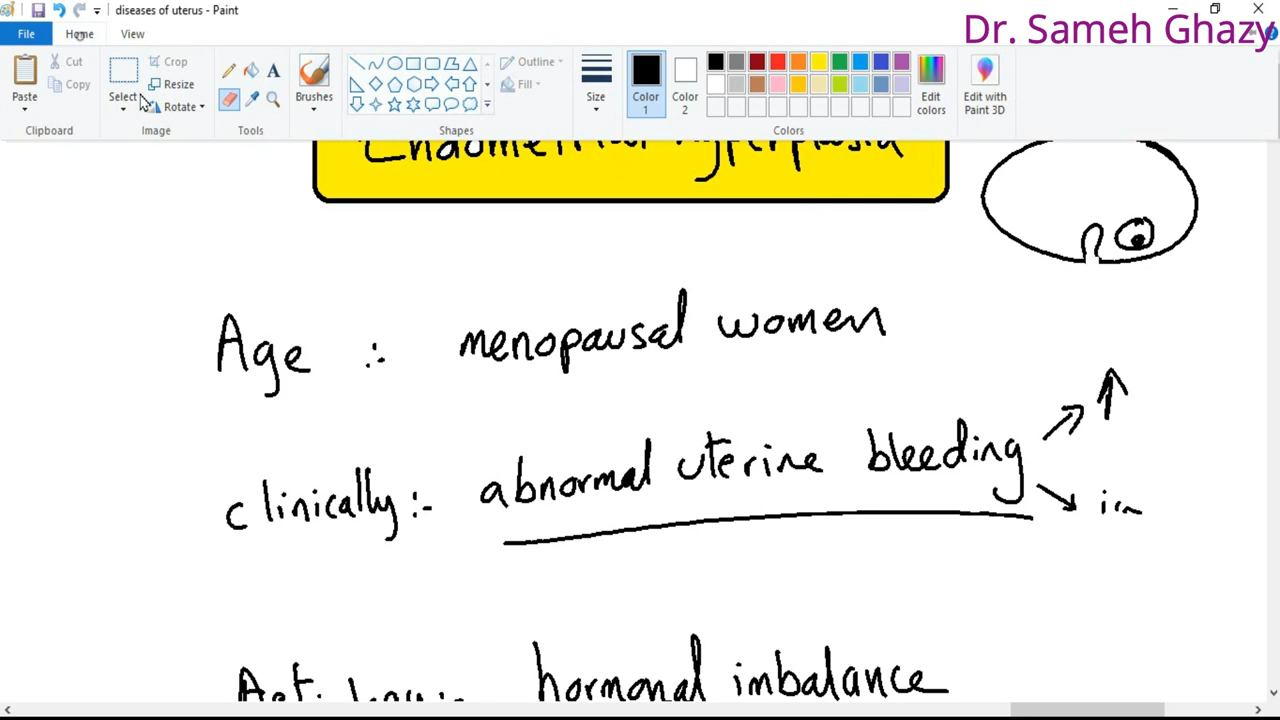 diseases of uterus - Paint
Dr. Sameh Ghazy
File Home View
Cut
Copy
Paste
Clipboard
Crop
Resize
Rotate
Select
Image
Tools
Brushes
Outline
Fill
Shapes
Size
Color 1
Color 2
Edit colors
Edit with Paint 3D
Colors
Endometrial hyperplasia
Age :- menopausal women
clinically :- abnormal uterine bleeding
hormonal imbalance